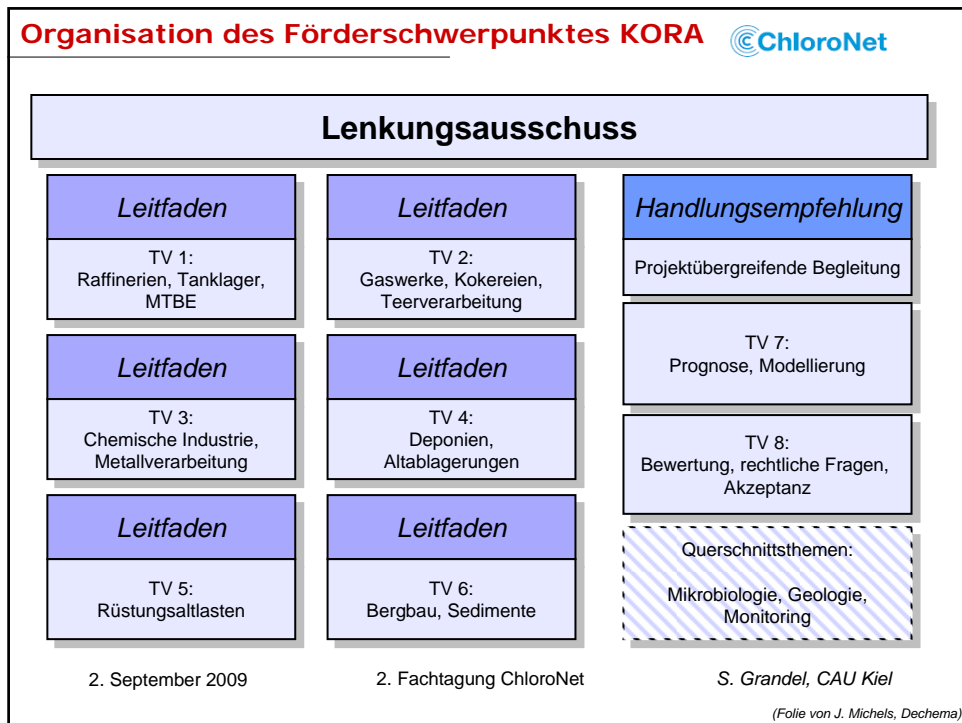 Organisation des Förderschwerpunktes KORA
ChloroNet
Lenkungsausschuss
Leitfaden
TV 1:
Raffinerien, Tanklager,
MTBE
Leitfaden
TV 2:
Gaswerke, Kokereien,
Teerverarbeitung
Handlungsempfehlung
Projektübergreifende Begleitung
Leitfaden
TV 3:
Chemische Industrie,
Metallverarbeitung
Leitfaden
TV 4:
Deponien,
Altablagerungen
TV 7:
Prognose, Modellierung
TV 8:
Bewertung, rechtliche Fragen,
Akzeptanz
Leitfaden
TV 5:
Rüstungsaltlasten
Leitfaden
TV 6:
Bergbau, Sedimente
Querschnittsthemen:
Mikrobiologie, Geologie,
Monitoring
2. September 2009
2. Fachtagung ChloroNet
S. Grandel, CAU Kiel
(Folie von J. Michels, Dechema)